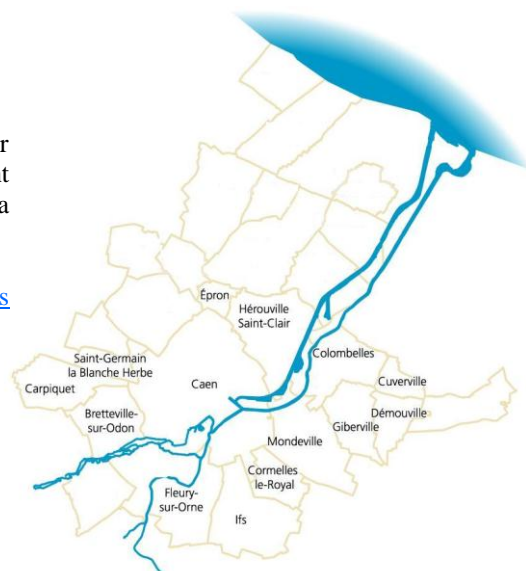 r
nt
a
s
Épron
Hérouville
Saint-Clair
Colombelles
Saint-Germain
la Blanche Herbe
Caen
Cuverville
Carpiquet
Bretteville-
sur-Odon
Démouville
Giberville
Mondeville
Cormelles
le-Royal
Fleury-
sur-Orne
Ifs